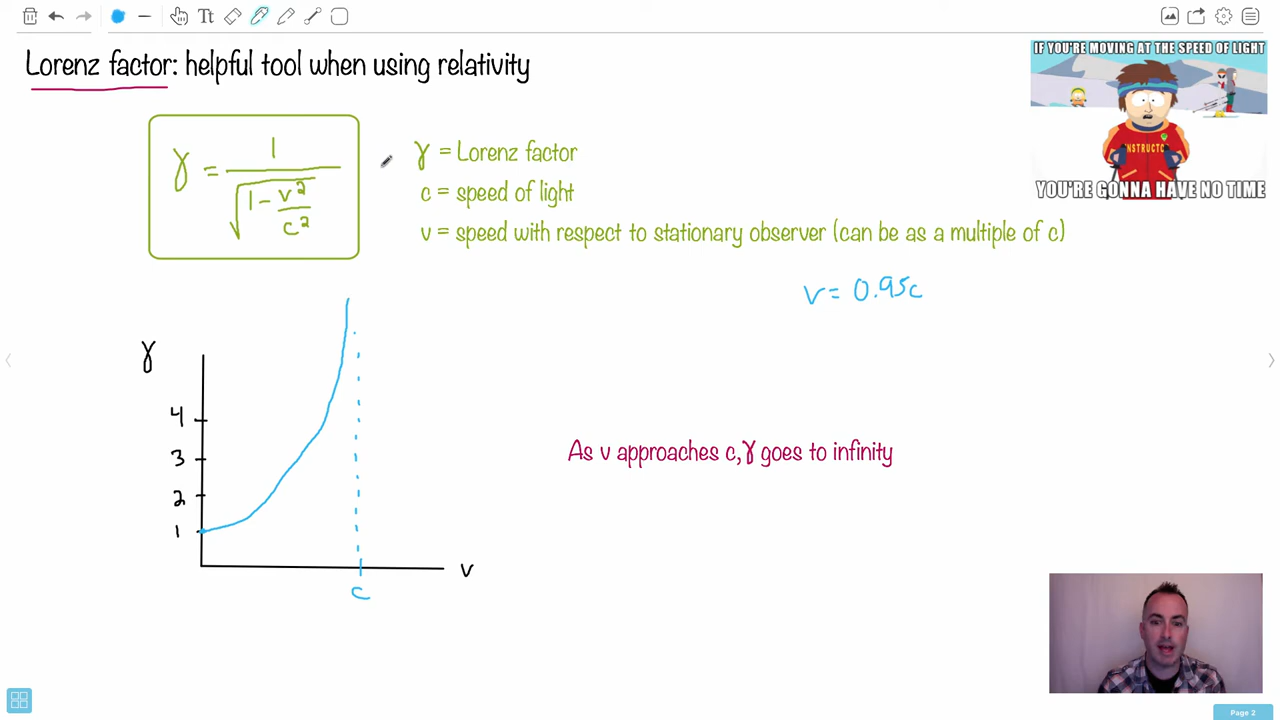 Lorenz factor: helpful tool when using relativity
IF YOU'RE MOVING AT THE SPEED OF LIGHT
INSTRUCTOR
YOU'RE GONNA HAVE NO TIME
γ = 1 / √(1 - v²/c²)
γ = Lorenz factor
c = speed of light
v = speed with respect to stationary observer (can be as a multiple of c)
v = 0.95c
γ
4
3
2
1
v
c
As v approaches c, γ goes to infinity
Page 2